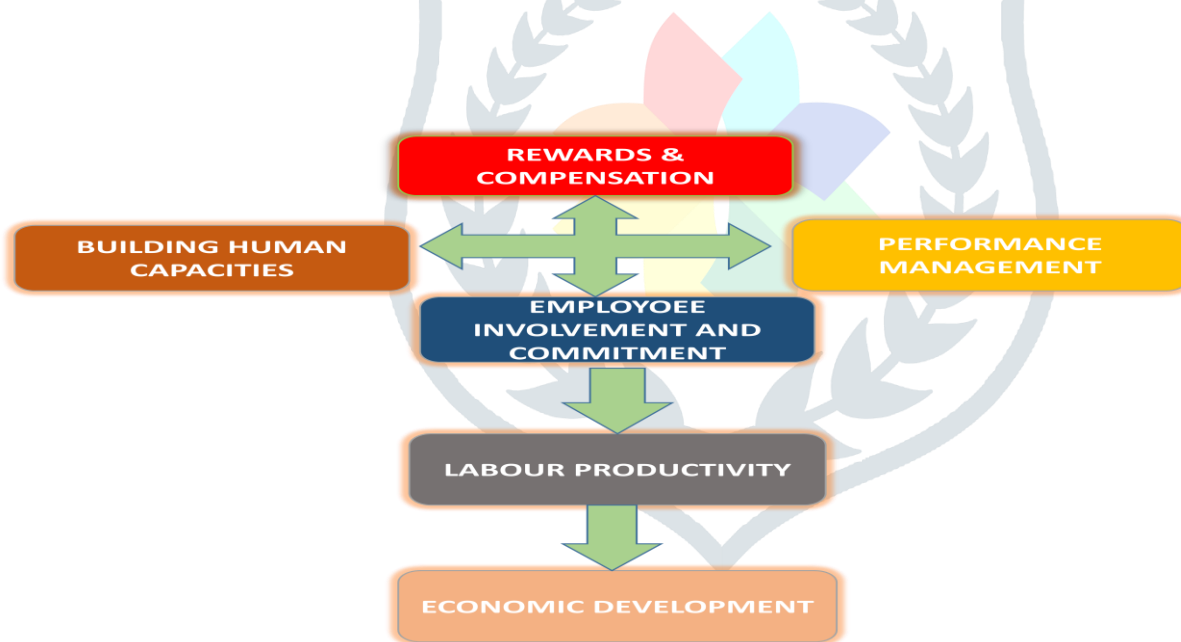 REWARDS &
COMPENSATION
BUILDING HUMAN
CAPACITIES
PERFORMANCE
MANAGEMENT
EMPLOYOEE
INVOLVEMENT AND
COMMITMENT
LABOUR PRODUCTIVITY
ECONOMIC DEVELOPMENT